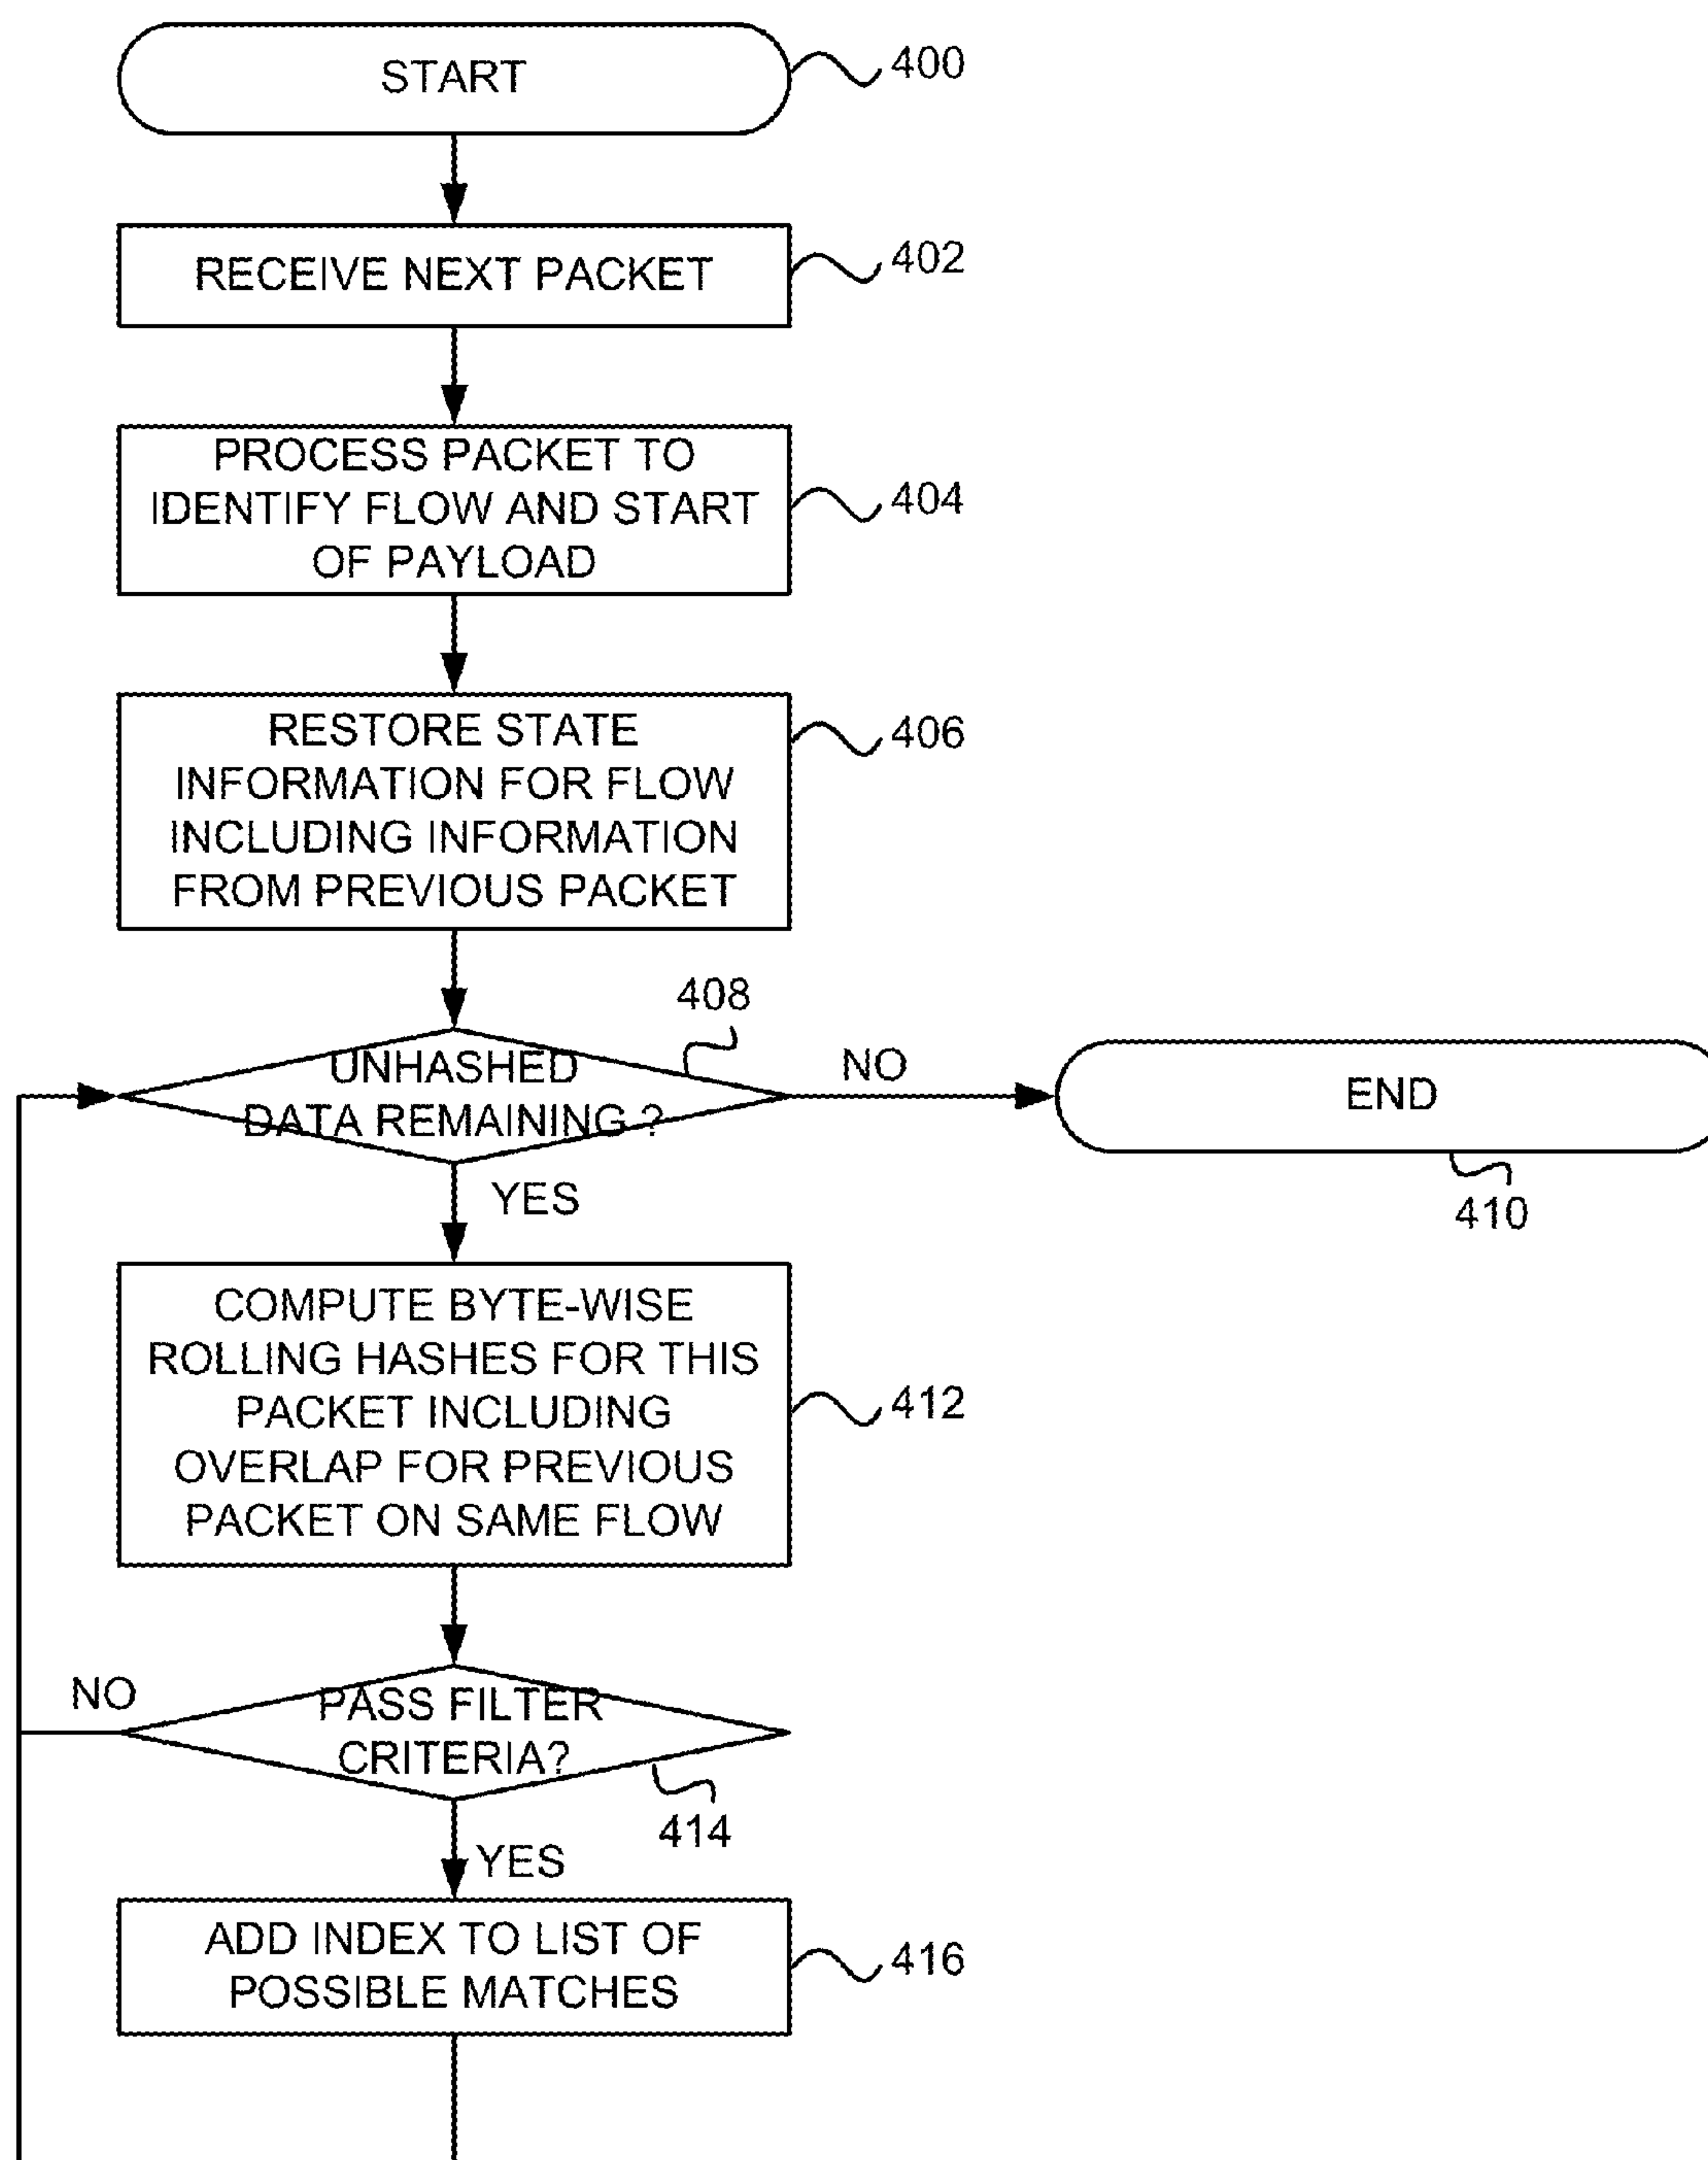 START
400
RECEIVE NEXT PACKET
402
PROCESS PACKET TO
IDENTIFY FLOW AND START
OF PAYLOAD
404
RESTORE STATE
INFORMATION FOR FLOW
INCLUDING INFORMATION
FROM PREVIOUS PACKET
406
408
UNHASHED
DATA REMAINING ?
NO
END
410
YES
COMPUTE BYTE-WISE
ROLLING HASHES FOR THIS
PACKET INCLUDING
OVERLAP FOR PREVIOUS
PACKET ON SAME FLOW
412
NO
PASS FILTER
CRITERIA?
414
YES
ADD INDEX TO LIST OF
POSSIBLE MATCHES
416